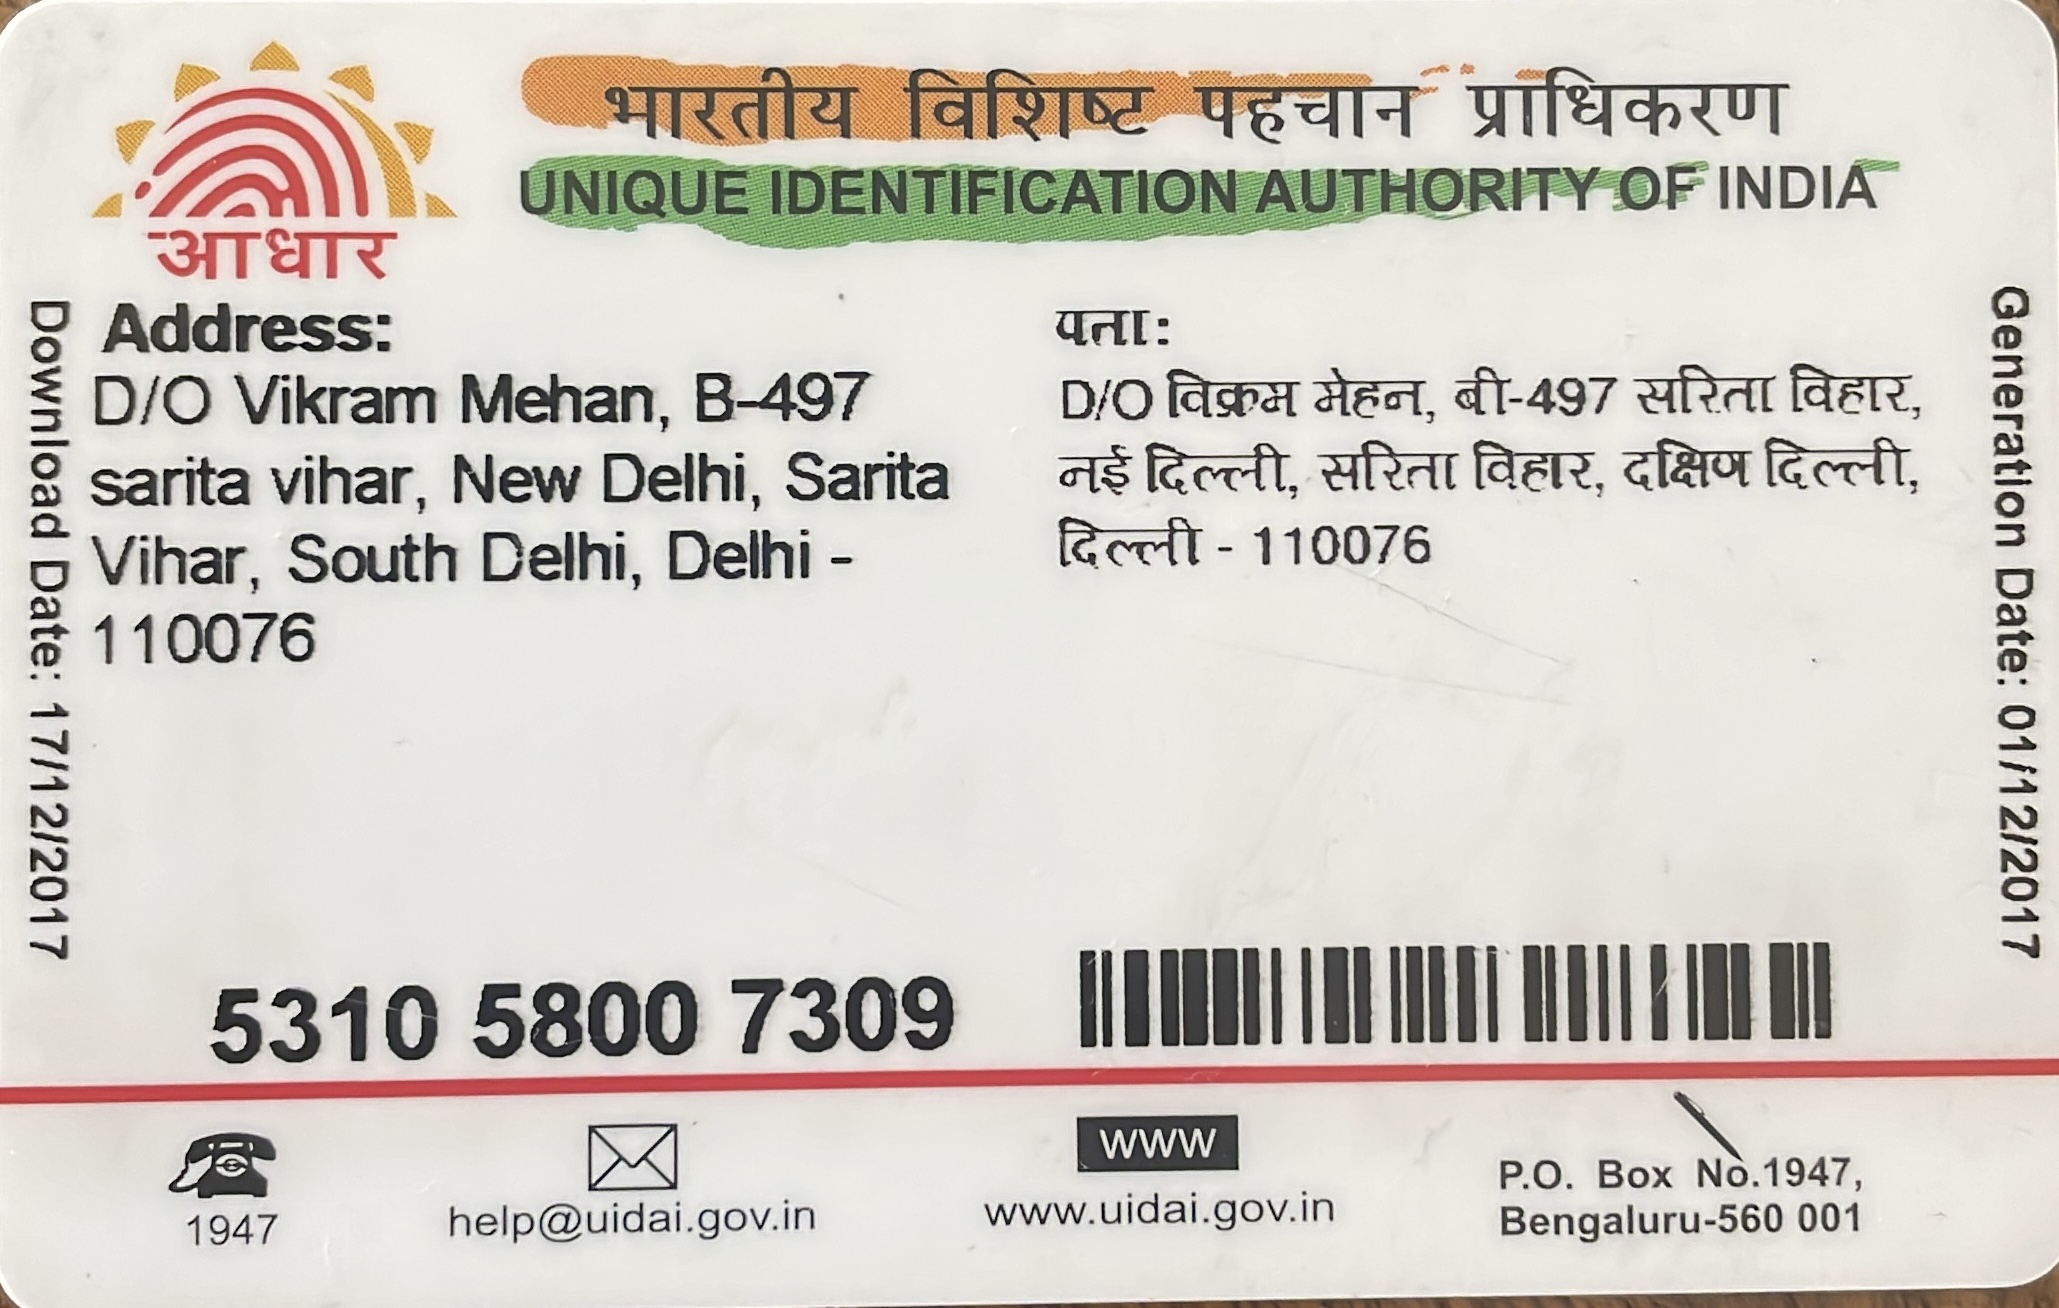 भारतीय विशिष्ट पहचान प्राधिकरण
UNIQUE IDENTIFICATION AUTHORITY OF INDIA
आधार
Download Date: 17/12/2017
Address:
D/O Vikram Mehan, B-497
sarita vihar, New Delhi, Sarita
Vihar, South Delhi, Delhi -
110076
पता:
D/O विक्रम मेहन, बी-497 सरिता विहार,
नई दिल्ली, सरिता विहार, दक्षिण दिल्ली,
दिल्ली - 110076
Generation Date: 01/12/2017
5310 5800 7309
1947
help@uidai.gov.in
www
www.uidai.gov.in
P.O. Box No.1947,
Bengaluru-560 001